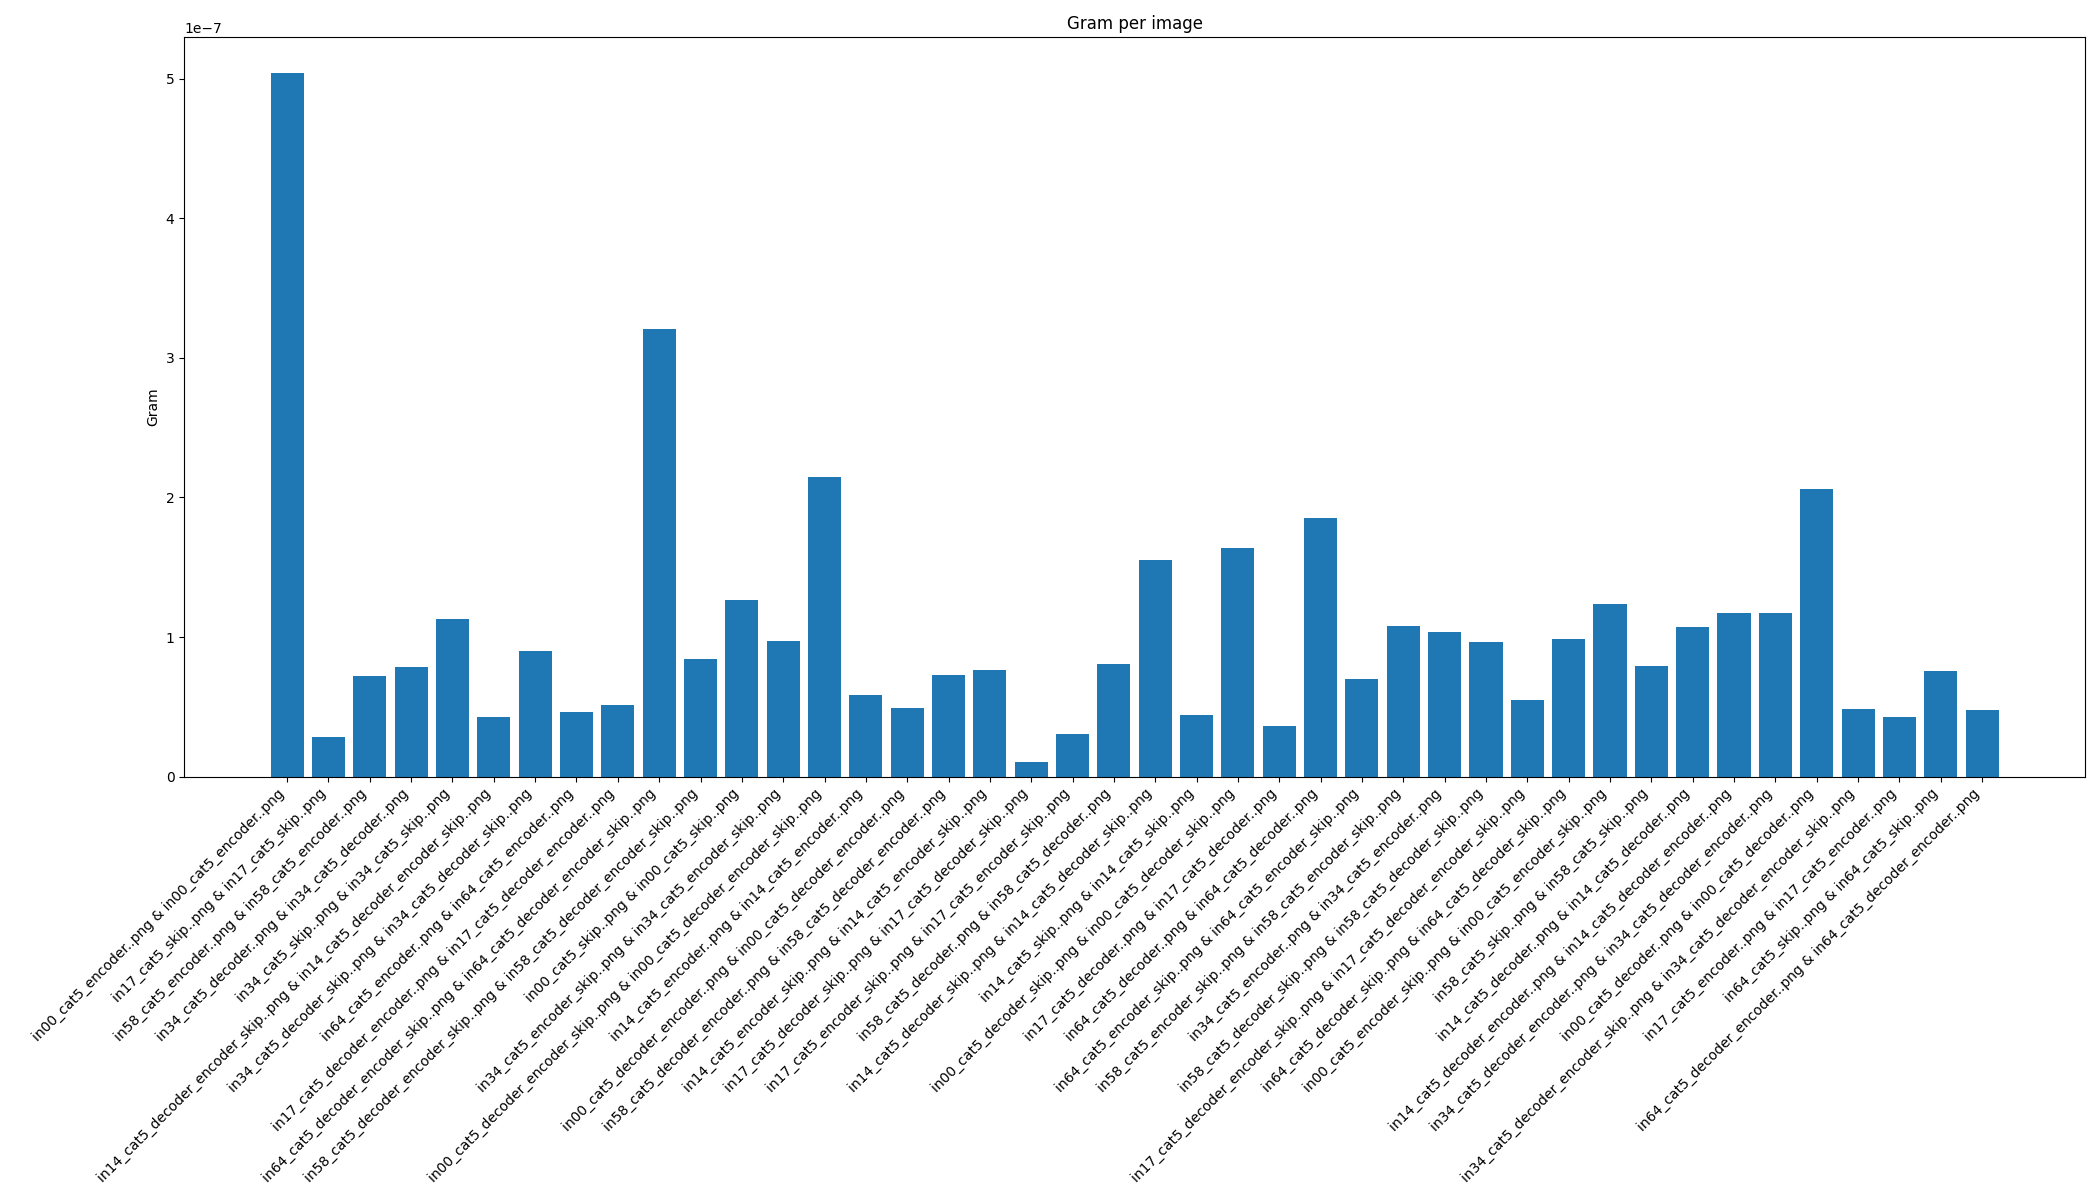 Gram per image
1e−7
5
4
3
2
1
0
Gram
in00_cat5_encoder..png & in00_cat5_encoder..png
in17_cat5_skip..png & in17_cat5_skip..png
in58_cat5_encoder..png & in58_cat5_encoder..png
in34_cat5_decoder..png & in34_cat5_decoder..png
in34_cat5_skip..png & in34_cat5_skip..png
in14_cat5_decoder_encoder_skip..png & in14_cat5_decoder_encoder_skip..png
in34_cat5_decoder_skip..png & in34_cat5_decoder_skip..png
in64_cat5_encoder..png & in64_cat5_encoder..png
in17_cat5_decoder_encoder..png & in17_cat5_decoder_encoder..png
in64_cat5_decoder_encoder_skip..png & in64_cat5_decoder_encoder_skip..png
in58_cat5_decoder_encoder_skip..png & in58_cat5_decoder_encoder_skip..png
in00_cat5_skip..png & in00_cat5_skip..png
in34_cat5_encoder_skip..png & in34_cat5_encoder_skip..png
in00_cat5_decoder_encoder_skip..png & in00_cat5_decoder_encoder_skip..png
in14_cat5_encoder..png & in14_cat5_encoder..png
in00_cat5_decoder_encoder..png & in00_cat5_decoder_encoder..png
in58_cat5_decoder_encoder..png & in58_cat5_decoder_encoder..png
in14_cat5_encoder_skip..png & in14_cat5_encoder_skip..png
in17_cat5_decoder_skip..png & in17_cat5_decoder_skip..png
in17_cat5_encoder_skip..png & in17_cat5_encoder_skip..png
in58_cat5_decoder..png & in58_cat5_decoder..png
in14_cat5_decoder_skip..png & in14_cat5_decoder_skip..png
in14_cat5_skip..png & in14_cat5_skip..png
in00_cat5_decoder_skip..png & in00_cat5_decoder_skip..png
in17_cat5_decoder..png & in17_cat5_decoder..png
in64_cat5_decoder..png & in64_cat5_decoder..png
in64_cat5_encoder_skip..png & in64_cat5_encoder_skip..png
in58_cat5_encoder_skip..png & in58_cat5_encoder_skip..png
in34_cat5_encoder..png & in34_cat5_encoder..png
in58_cat5_decoder_skip..png & in58_cat5_decoder_skip..png
in17_cat5_decoder_encoder_skip..png & in17_cat5_decoder_encoder_skip..png
in64_cat5_decoder_skip..png & in64_cat5_decoder_skip..png
in00_cat5_encoder_skip..png & in00_cat5_encoder_skip..png
in58_cat5_skip..png & in58_cat5_skip..png
in14_cat5_decoder..png & in14_cat5_decoder..png
in14_cat5_decoder_encoder..png & in14_cat5_decoder_encoder..png
in34_cat5_decoder_encoder..png & in34_cat5_decoder_encoder..png
in00_cat5_decoder..png & in00_cat5_decoder..png
in34_cat5_decoder_encoder_skip..png & in34_cat5_decoder_encoder_skip..png
in17_cat5_encoder..png & in17_cat5_encoder..png
in64_cat5_skip..png & in64_cat5_skip..png
in64_cat5_decoder_encoder..png & in64_cat5_decoder_encoder..png